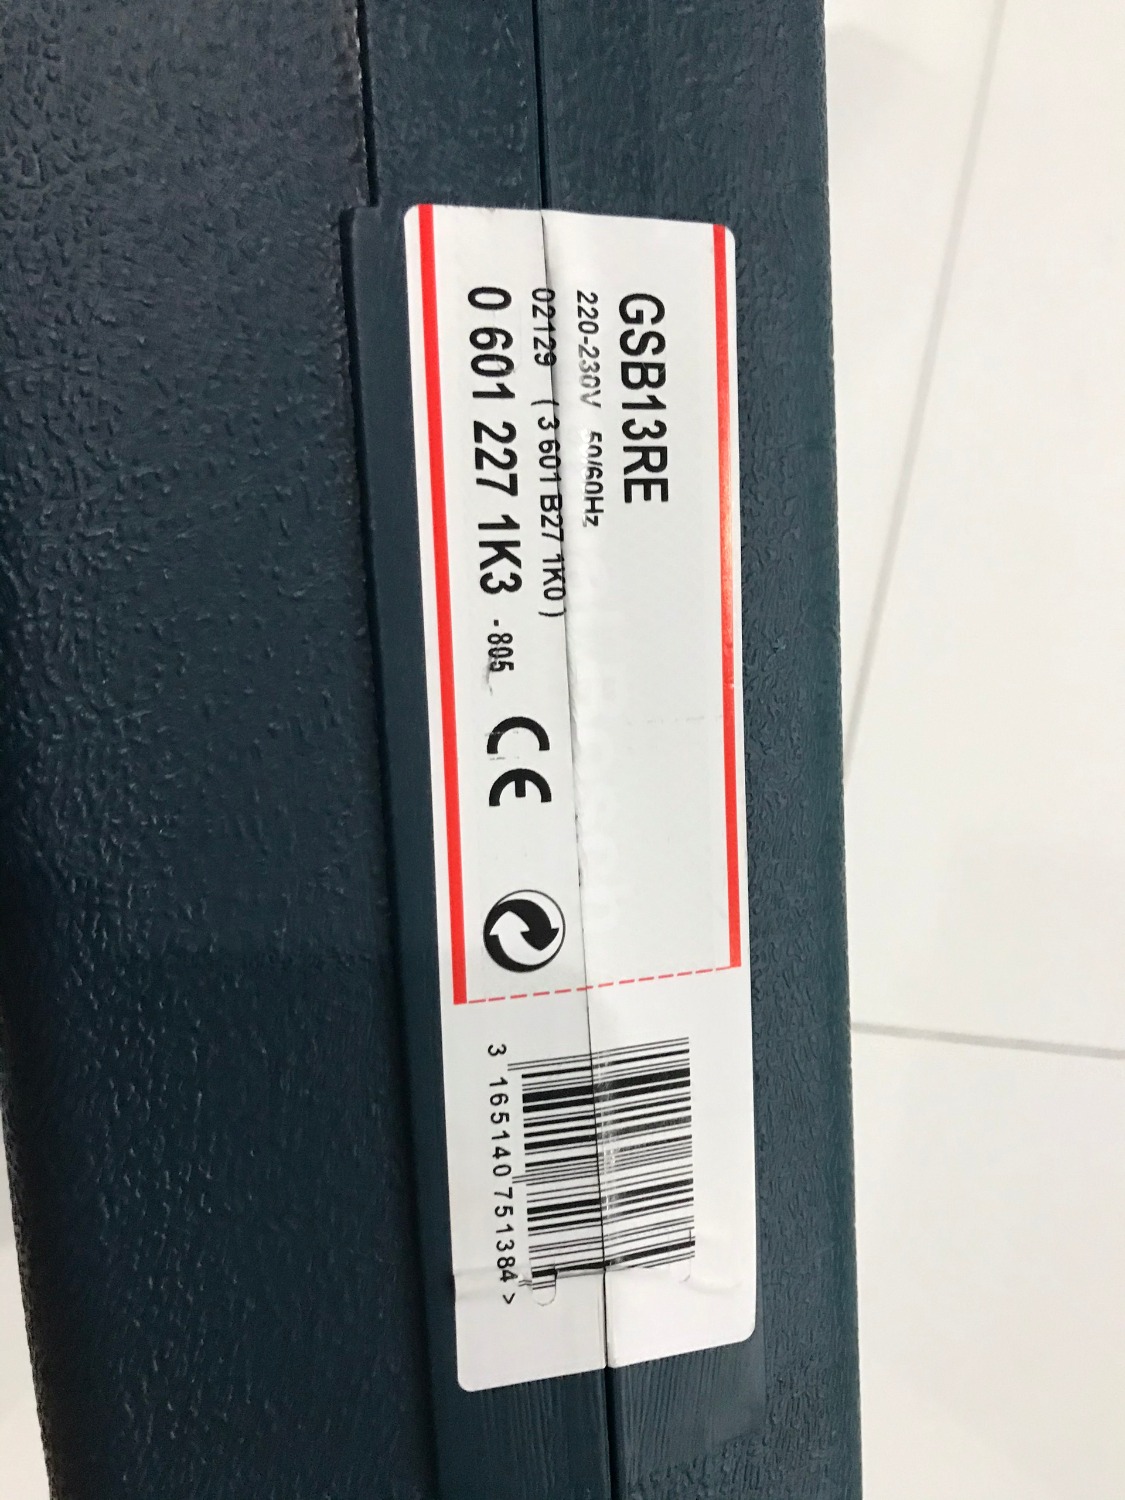 GSB13RE
220-230V 50/60Hz
02129 ( 3 601 B27 1K0 )
0 601 227 1K3 - 805 CE
3 165140 751384 >